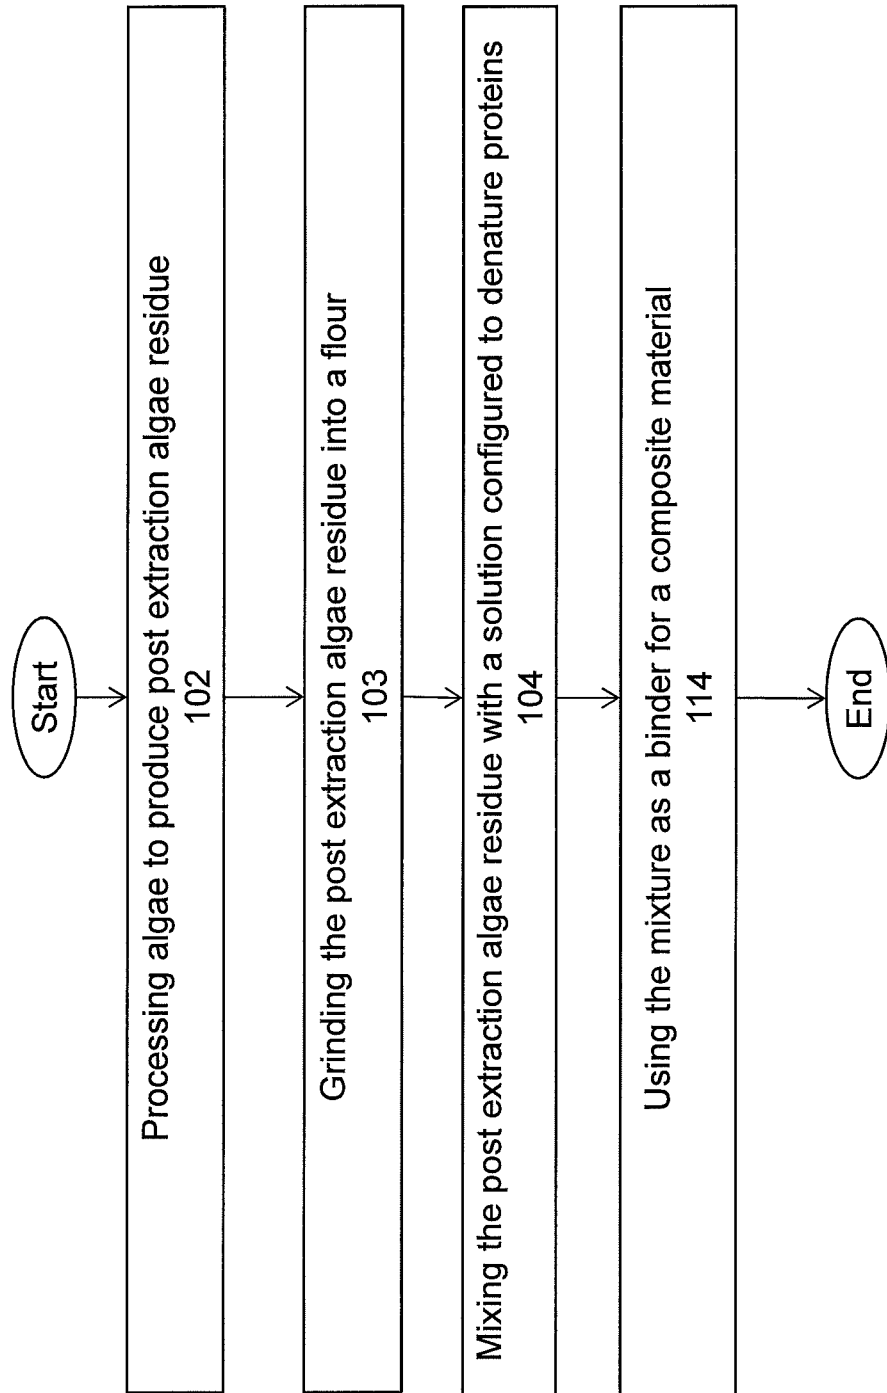 Start
Processing algae to produce post extraction algae residue
102
Grinding the post extraction algae residue into a flour
103
Mixing the post extraction algae residue with a solution configured to denature proteins
104
Using the mixture as a binder for a composite material
114
End